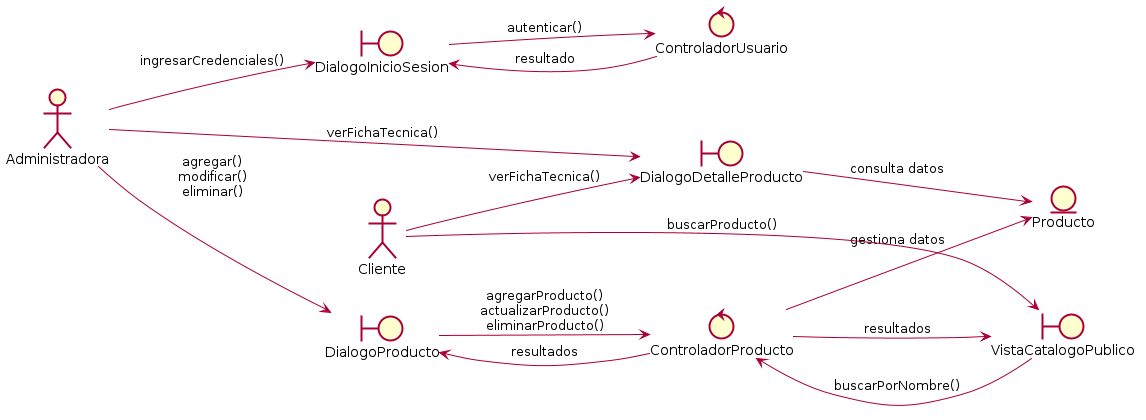 autenticar()
ControladorUsuario
ingresarCredenciales()
resultado
DialogoInicioSesion
verFichaTecnica()
Administradora
agregar()
modificar()
eliminar()
verFichaTecnica()
DialogoDetalleProducto
consulta datos
buscarProducto()
Producto
gestiona datos
Cliente
agregarProducto()
actualizarProducto()
eliminarProducto()
resultados
DialogoProducto
resultados
ControladorProducto
VistaCatalogoPublico
buscarPorNombre()